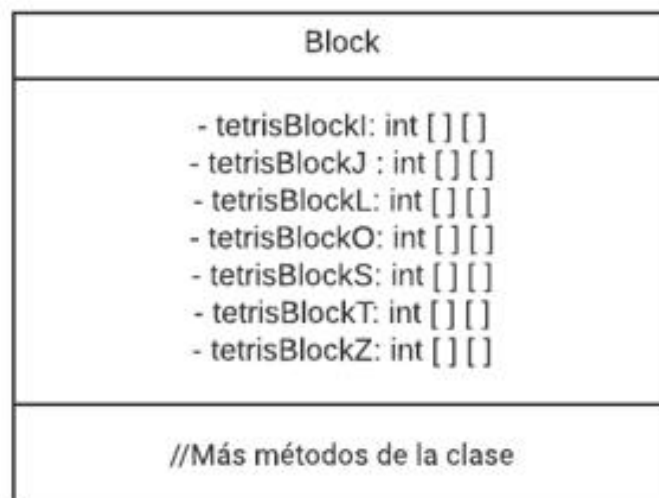 Block
- tetrisBlockI: int [ ] [ ]
- tetrisBlockJ : int [ ] [ ]
- tetrisBlockL: int [ ] [ ]
- tetrisBlockO: int [ ] [ ]
- tetrisBlockS: int [ ] [ ]
- tetrisBlockT: int [ ] [ ]
- tetrisBlockZ: int [ ] [ ]
//Más métodos de la clase